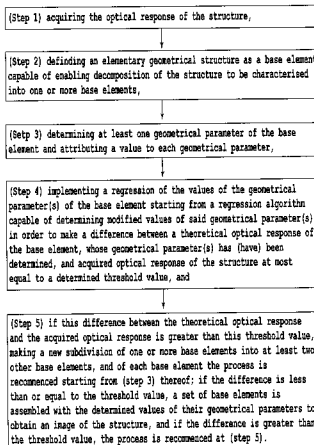 (Step 1) acquiring the optical response of the structure,
(Step 2) definding an elementary geometrical structure as a base element
capable of enabling decomposition of the structure to be characterised
into one or more base elements,
(Setp 3) determining at least one geometrical parameter of the base
element and attributing a value to each geometrical parameter,
(Step 4) implementing a regression of the values of the geometrical
parameter(s) of the base element starting from a regression algorithm
capable of determining modified values of said geometrical parameter(s)
in order to make a difference between a theoretical optical response of
the base element, whose geometrical parameter(s) has (have) been
determined, and acquired optical response of the structure at most
equal to a determined threshold value, and
(Step 5) if this difference between the theoretical optical response
and the acquired optical response is greater than this threshold value,
making a new subdivision of one or more base elements into at least two
other base elements, and of each base element the process is
recommenced starting from (step 3) thereof; if the difference is less
than or equal to the threshold value, a set of base elements is
assembled with the determined values of their geometrical parameters to
obtain an image of the structure, and if the difference is greater than
the threshold value, the process is recommenced at (step 5).